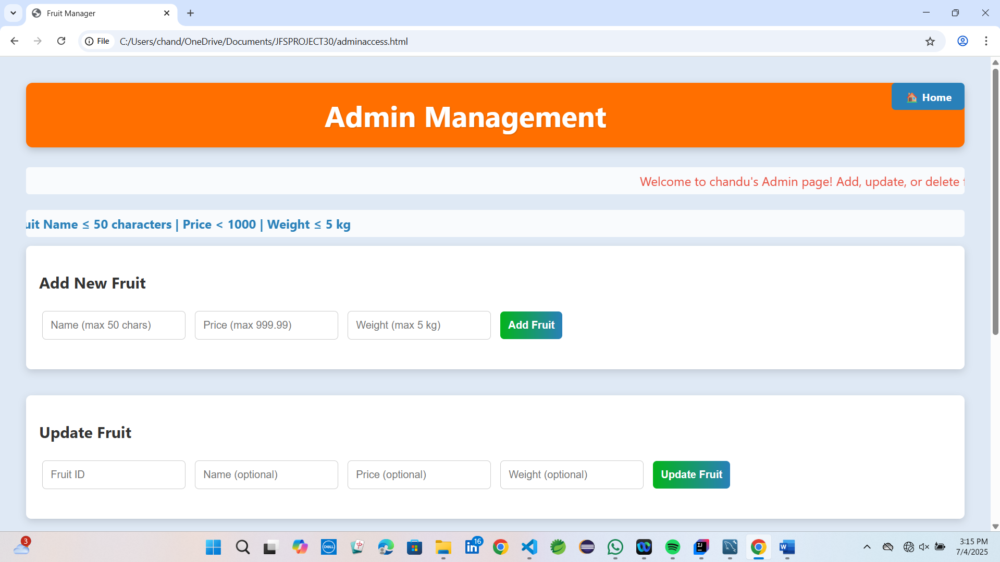 Fruit Manager
File
C:/Users/chand/OneDrive/Documents/JFSPROJECT30/adminaccess.html
Home
Admin Management
Welcome to chandu's Admin page! Add, update, or delete
uit Name ≤ 50 characters | Price < 1000 | Weight ≤ 5 kg
Add New Fruit
Name (max 50 chars)
Price (max 999.99)
Weight (max 5 kg)
Add Fruit
Update Fruit
Fruit ID
Name (optional)
Price (optional)
Weight (optional)
Update Fruit
3
DELL
16
3:15 PM
7/4/2025